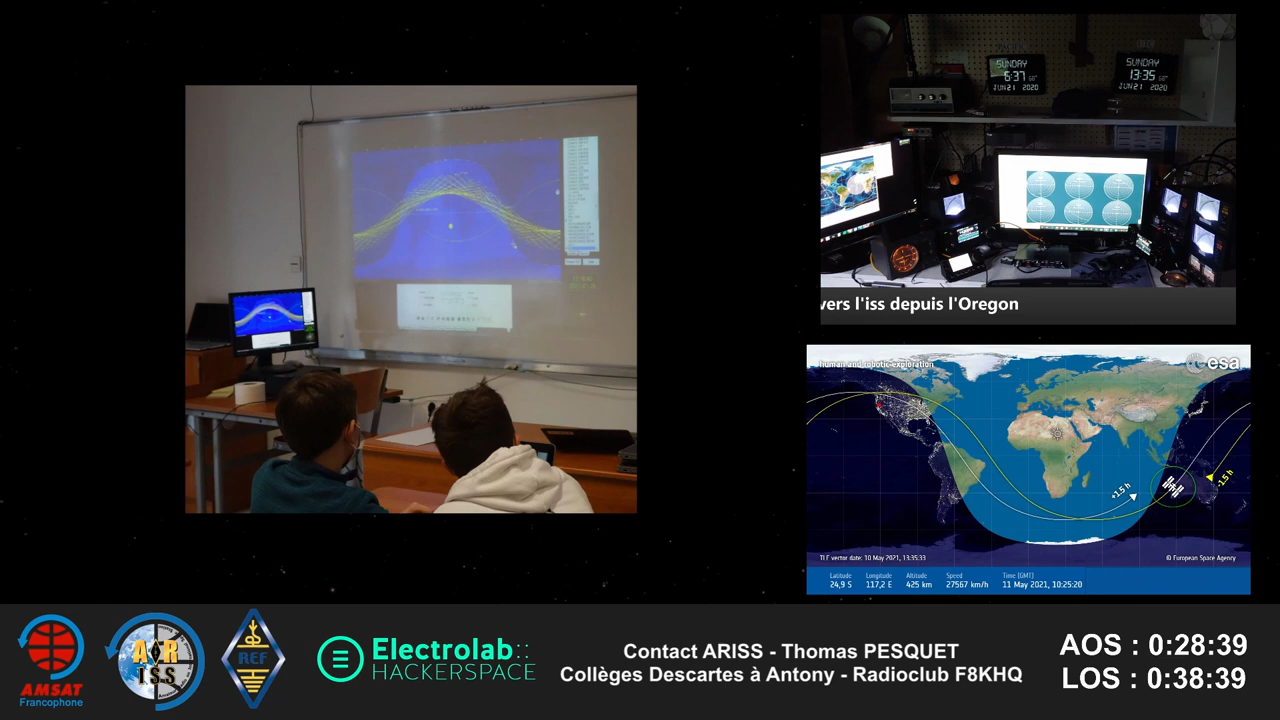 SUNDAY
6:37
JUN 21 2020
SUNDAY
13:35
JUN 21 2020
vers l'iss depuis l'Oregon
human and robotic exploration
esa
+1.5 h
-1.5 h
TLE vector date: 10 May 2021, 13:35:33
© European Space Agency
Latitude
Longitude
Altitude
Speed
Time (GMT)
24,9 S
117,2 E
425 km
27567 km/h
11 May 2021, 10:25:20
AMSAT
Francophone
ARISS
REF
Electrolab::
HACKERSPACE
Contact ARISS - Thomas PESQUET
Collèges Descartes à Antony - Radioclub F8KHQ
AOS : 0:28:39
LOS : 0:38:39